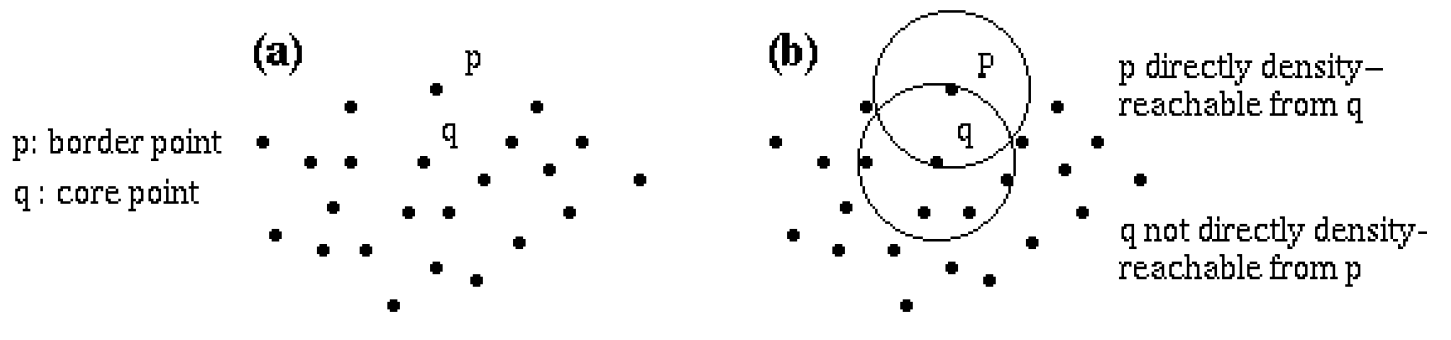 (a)
p
q
p: border point
q : core point
(b)
p
q
p directly density–
reachable from q
q not directly density-
reachable from p